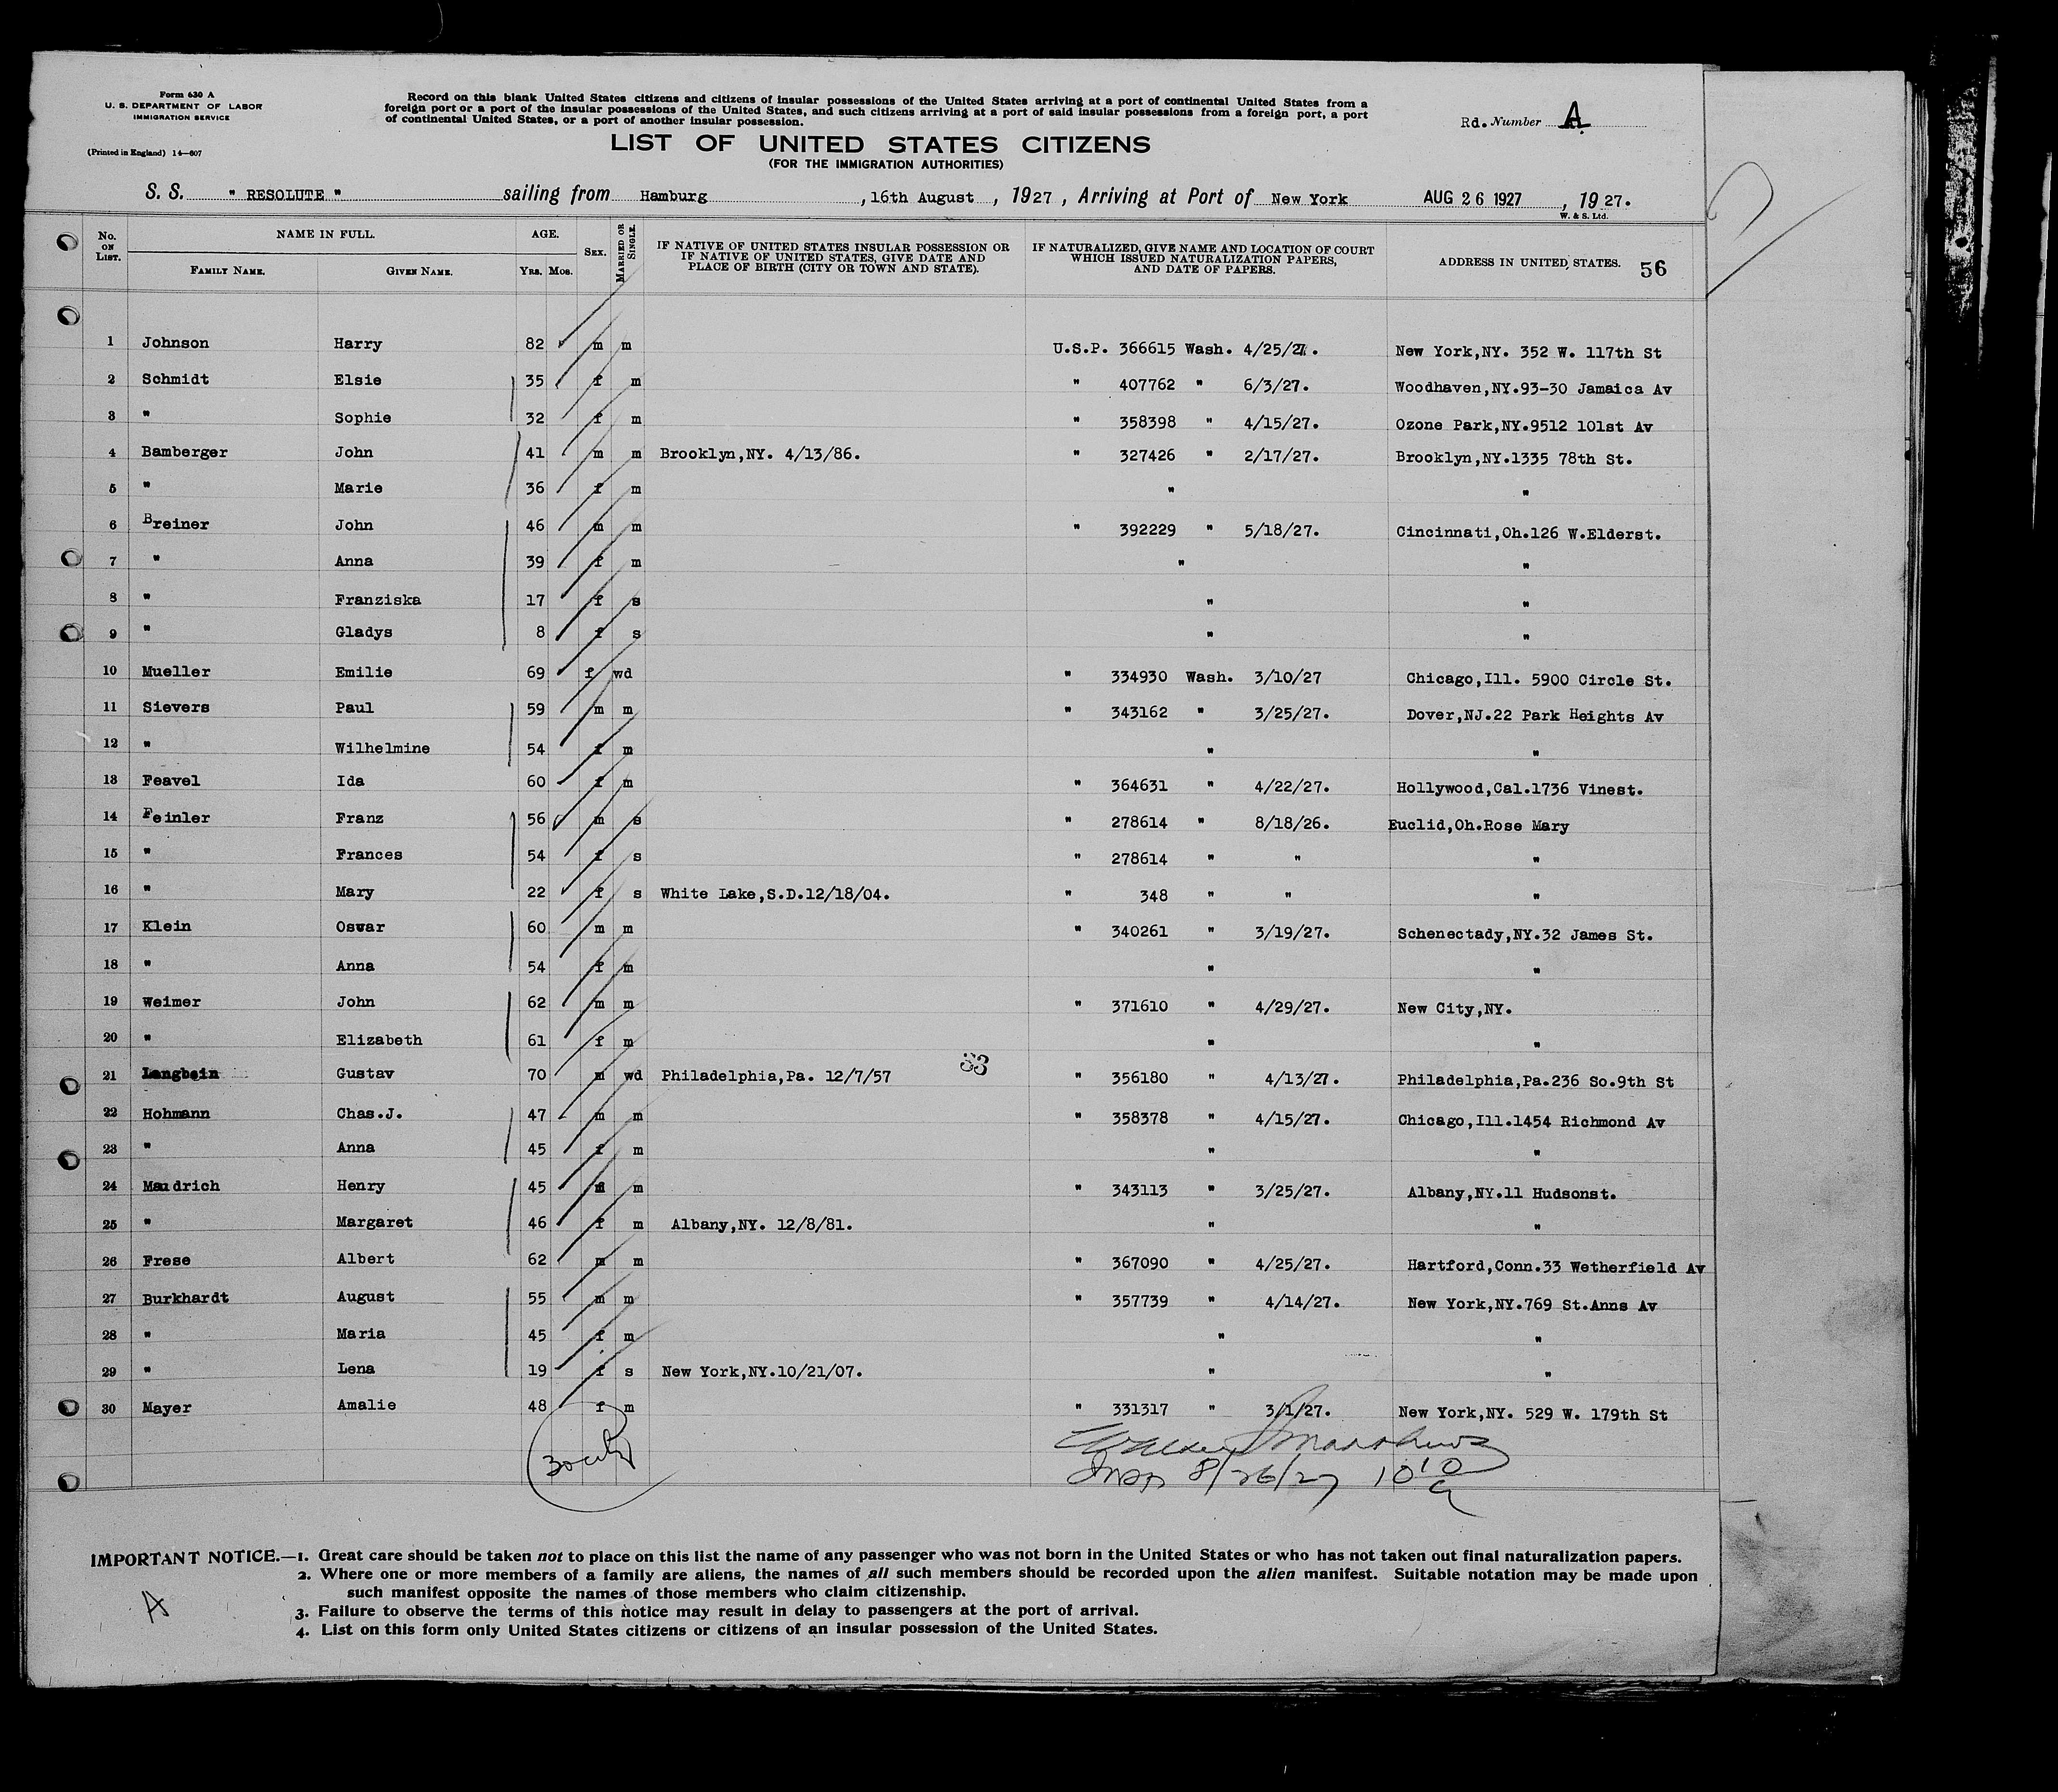 Form 630 A
U. S. DEPARTMENT OF LABOR
IMMIGRATION SERVICE
(Printed in England) 14—607
Record on this blank United States citizens and citizens of insular possessions of the United States arriving at a port of continental United States from a
foreign port or a port of the insular possessions of the United States, and such citizens arriving at a port of said insular possessions from a foreign port, a port
of continental United States, or a port of another insular possession.
Rd. Number A
LIST OF UNITED STATES CITIZENS
(FOR THE IMMIGRATION AUTHORITIES)
S. S. " RESOLUTE " sailing from Hamburg , 16th August , 1927 , Arriving at Port of New York AUG 26 1927 , 1927.
W. & S. Ltd.
No. ON LIST. NAME IN FULL. FAMILY NAME. GIVEN NAME. AGE. YRS. MOS. SEX. MARRIED OR SINGLE. IF NATIVE OF UNITED STATES INSULAR POSSESSION OR IF NATIVE OF UNITED STATES, GIVE DATE AND PLACE OF BIRTH (CITY OR TOWN AND STATE). IF NATURALIZED, GIVE NAME AND LOCATION OF COURT WHICH ISSUED NATURALIZATION PAPERS, AND DATE OF PAPERS. ADDRESS IN UNITED STATES. 56
1 Johnson Harry 82 m m U.S.P. 366615 Wash. 4/25/27. New York,NY. 352 W. 117th St
2 Schmidt Elsie 35 f m " 407762 " 6/3/27. Woodhaven,NY.93-30 Jamaica Av
3 " Sophie 32 f m " 358398 " 4/15/27. Ozone Park,NY.9512 101st Av
4 Bamberger John 41 m m Brooklyn,NY. 4/13/86. " 327426 " 2/17/27. Brooklyn,NY.1335 78th St.
5 " Marie 36 f m " "
6 Breiner John 46 m m " 392229 " 5/18/27. Cincinnati,Oh.126 W.Elderst.
7 " Anna 39 f m " "
8 " Franziska 17 f s " "
9 " Gladys 8 f s " "
10 Mueller Emilie 69 f wd " 334930 Wash. 3/10/27 Chicago,Ill. 5900 Circle St.
11 Sievers Paul 59 m m " 343162 " 3/25/27. Dover,NJ.22 Park Heights Av
12 " Wilhelmine 54 f m " "
13 Feavel Ida 60 f m " 364631 " 4/22/27. Hollywood,Cal.1736 Vinest.
14 Feinler Franz 56 m s " 278614 " 8/18/26. Euclid,Oh.Rose Mary
15 " Frances 54 f s " 278614 " " "
16 " Mary 22 f s White Lake,S.D.12/18/04. " 348 " " "
17 Klein Oswar 60 m m " 340261 " 3/19/27. Schenectady,NY.32 James St.
18 " Anna 54 f m " "
19 Weimer John 62 m m " 371610 " 4/29/27. New City,NY.
20 " Elizabeth 61 f m " "
21 Langbein Gustav 70 m wd Philadelphia,Pa. 12/7/57 33 " 356180 " 4/13/27. Philadelphia,Pa.236 So.9th St
22 Hohmann Chas.J. 47 m m " 358378 " 4/15/27. Chicago,Ill.1454 Richmond Av
23 " Anna 45 f m " "
24 Maudrich Henry 45 m m " 343113 " 3/25/27. Albany,NY.11 Hudsonst.
25 " Margaret 46 f m Albany,NY. 12/8/81. " "
26 Frese Albert 62 m m " 367090 " 4/25/27. Hartford,Conn.33 Wetherfield Av
27 Burkhardt August 55 m m " 357739 " 4/14/27. New York,NY.769 St.Anns Av
28 " Maria 45 f m " "
29 " Lena 19 f s New York,NY.10/21/07. " "
30 Mayer Amalie 48 f m " 331317 " 3/1/27. New York,NY. 529 W. 179th St
30
Insp 8/26/27 10 10 a
IMPORTANT NOTICE.—1. Great care should be taken not to place on this list the name of any passenger who was not born in the United States or who has not taken out final naturalization papers.
2. Where one or more members of a family are aliens, the names of all such members should be recorded upon the alien manifest. Suitable notation may be made upon
such manifest opposite the names of those members who claim citizenship.
3. Failure to observe the terms of this notice may result in delay to passengers at the port of arrival.
4. List on this form only United States citizens or citizens of an insular possession of the United States.
A